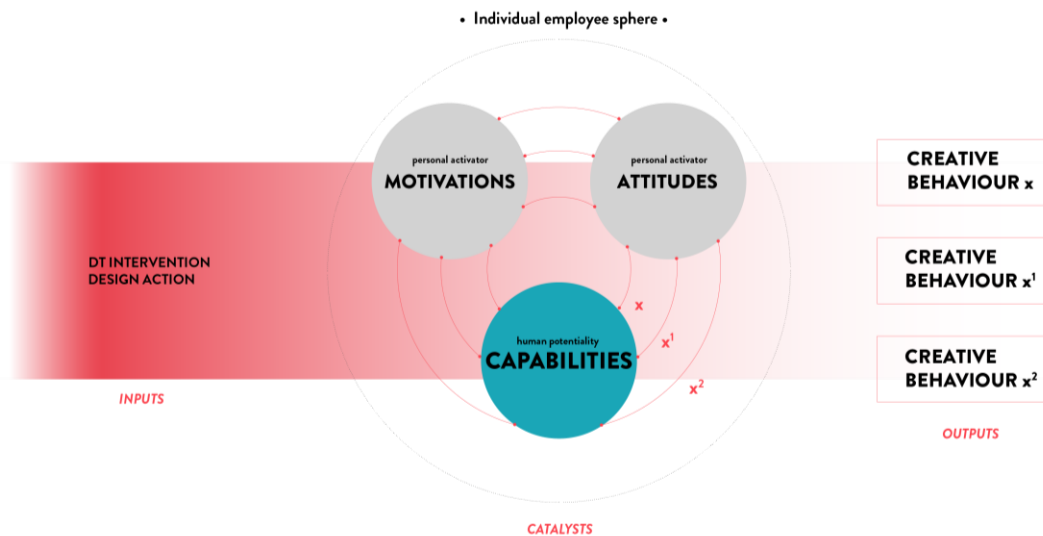 • Individual employee sphere •
personal activator
MOTIVATIONS
personal activator
ATTITUDES
CREATIVE
BEHAVIOUR x
DT INTERVENTION
DESIGN ACTION
CREATIVE
BEHAVIOUR x¹
x
human potentiality
CAPABILITIES
x¹
x²
CREATIVE
BEHAVIOUR x²
INPUTS
OUTPUTS
CATALYSTS